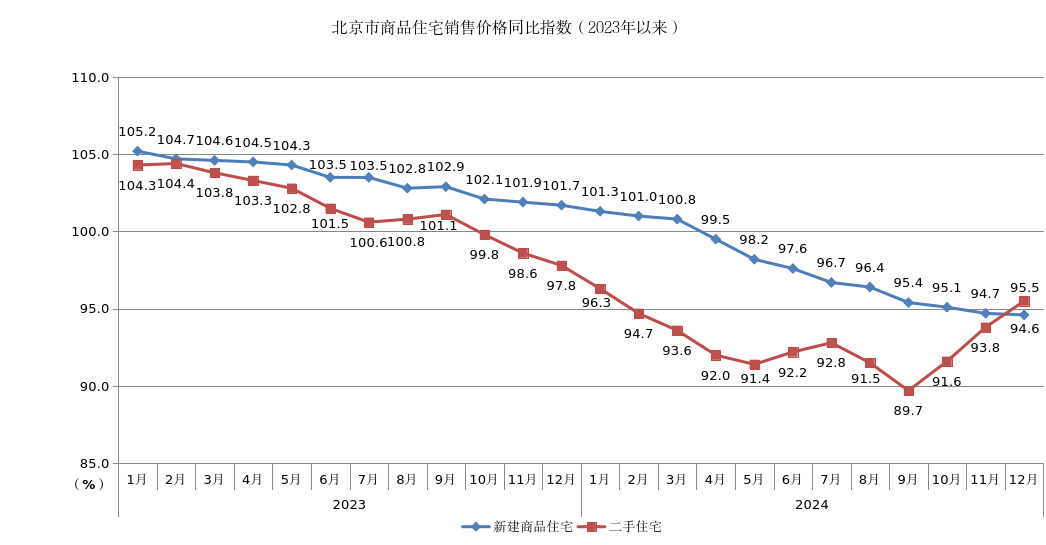 北京市商品住宅销售价格同比指数（2023年以来）
110.0
105.0
100.0
95.0
90.0
85.0
（%）
105.2 104.7 104.6 104.5 104.3 103.5 103.5 102.8 102.9 102.1 101.9 101.7 101.3 101.0 100.8 99.5 98.2 97.6 96.7 96.4 95.4 95.1 94.7 94.6
104.3 104.4 103.8 103.3 102.8 101.5 100.6 100.8 101.1 99.8 98.6 97.8 96.3 94.7 93.6 92.0 91.4 92.2 92.8 91.5 89.7 91.6 93.8 95.5
1月 2月 3月 4月 5月 6月 7月 8月 9月 10月 11月 12月 1月 2月 3月 4月 5月 6月 7月 8月 9月 10月 11月 12月
2023 2024
新建商品住宅 二手住宅